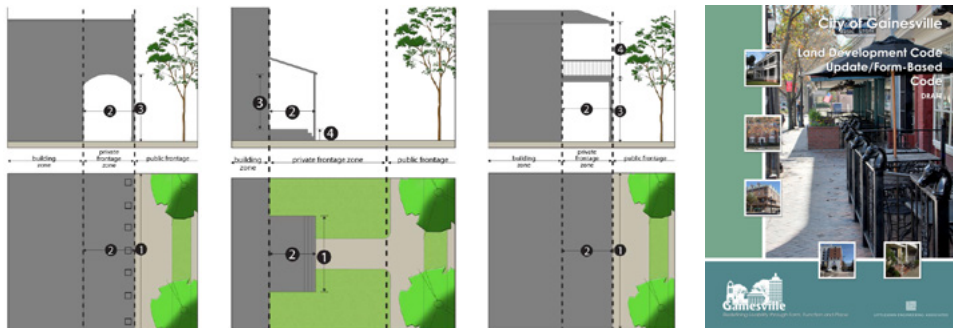 2
3
building
zone
private
frontage
zone
public frontage
2
1
3
2
4
building
zone
private frontage zone
public frontage
2
1
4
2
3
building
zone
private
frontage
zone
public frontage
2
1
City of Gainesville
Land Development Code
Update/Form-Based
Code
DRAFT
Gainesville